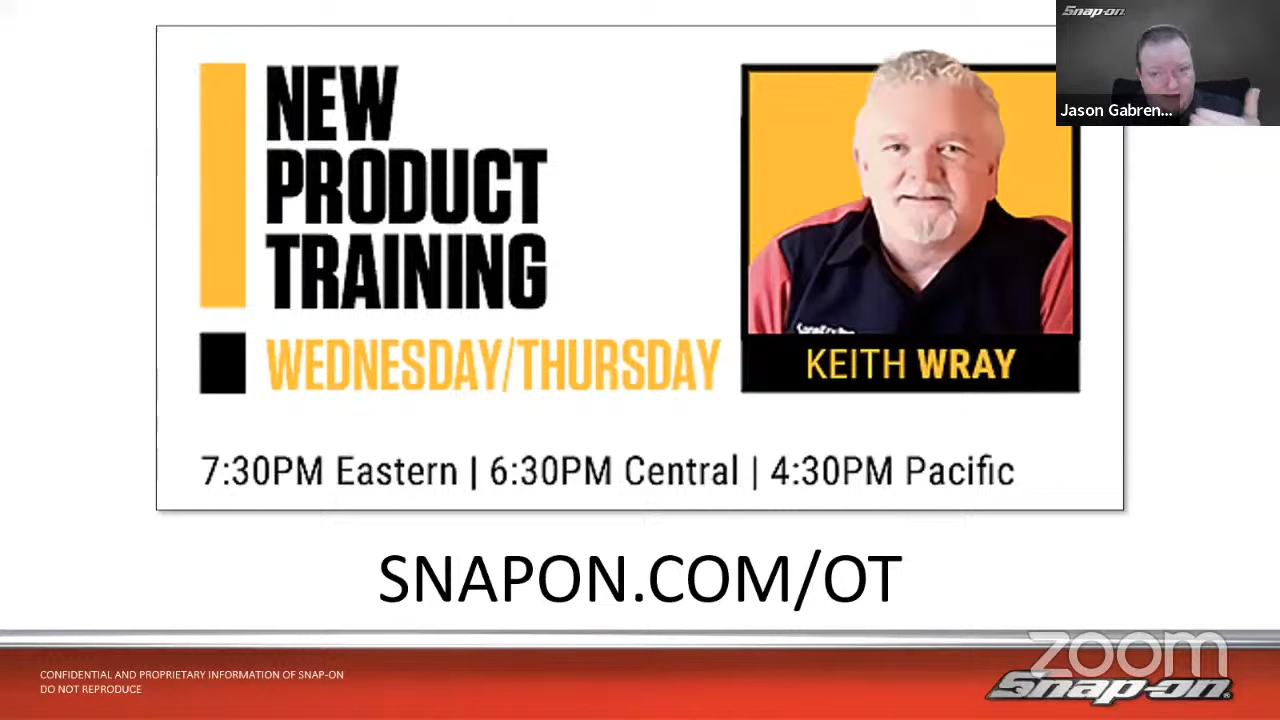 Snap-on
Jason Gabren...
NEW
PRODUCT
TRAINING
WEDNESDAY/THURSDAY
KEITH WRAY
7:30PM Eastern | 6:30PM Central | 4:30PM Pacific
SNAPON.COM/OT
CONFIDENTIAL AND PROPRIETARY INFORMATION OF SNAP-ON
DO NOT REPRODUCE
zoom
Snap-on